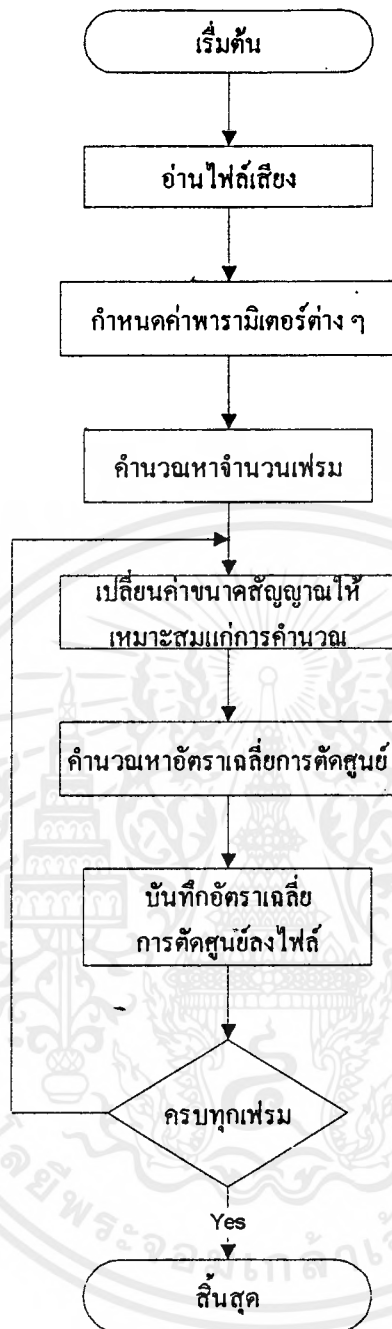 เริ่มต้น
อ่านไฟล์เสียง
กำหนดค่าพารามิเตอร์ต่าง ๆ
คำนวณหาจำนวนเฟรม
เปลี่ยนค่าขนาดสัญญาณให้
เหมาะสมแก่การคำนวณ
คำนวณหาอัตราเฉลี่ยการตัดศูนย์
บันทึกอัตราเฉลี่ย
การตัดศูนย์ลงไฟล์
ครบทุกเฟรม
Yes
สิ้นสุด